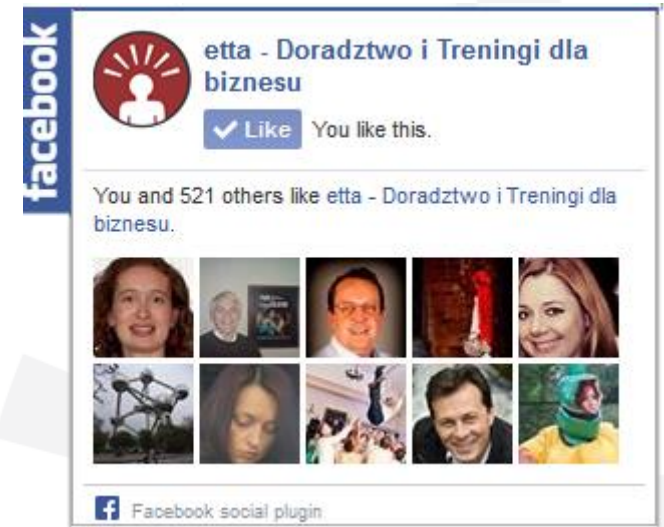 facebook
etta - Doradztwo i Treningi dla
biznesu
Like You like this.
You and 521 others like etta - Doradztwo i Treningi dla
biznesu.
Facebook social plugin